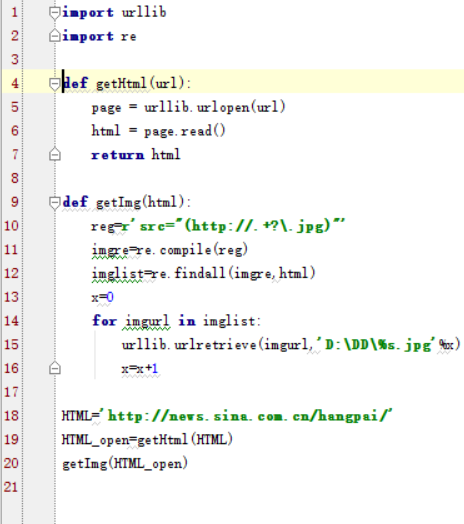 1 import urllib
2 import re
3
4 def getHtml(url):
5 page = urllib.urlopen(url)
6 html = page.read()
7 return html
8
9 def getImg(html):
10 reg=r'src="(http://.+?\.jpg)"'
11 imgre=re.compile(reg)
12 imglist=re.findall(imgre,html)
13 x=0
14 for imgurl in imglist:
15 urllib.urlretrieve(imgurl,'D:\DD\%s.jpg'%x)
16 x=x+1
17
18 HTML='http://news.sina.com.cn/hangpai/'
19 HTML_open=getHtml(HTML)
20 getImg(HTML_open)
21